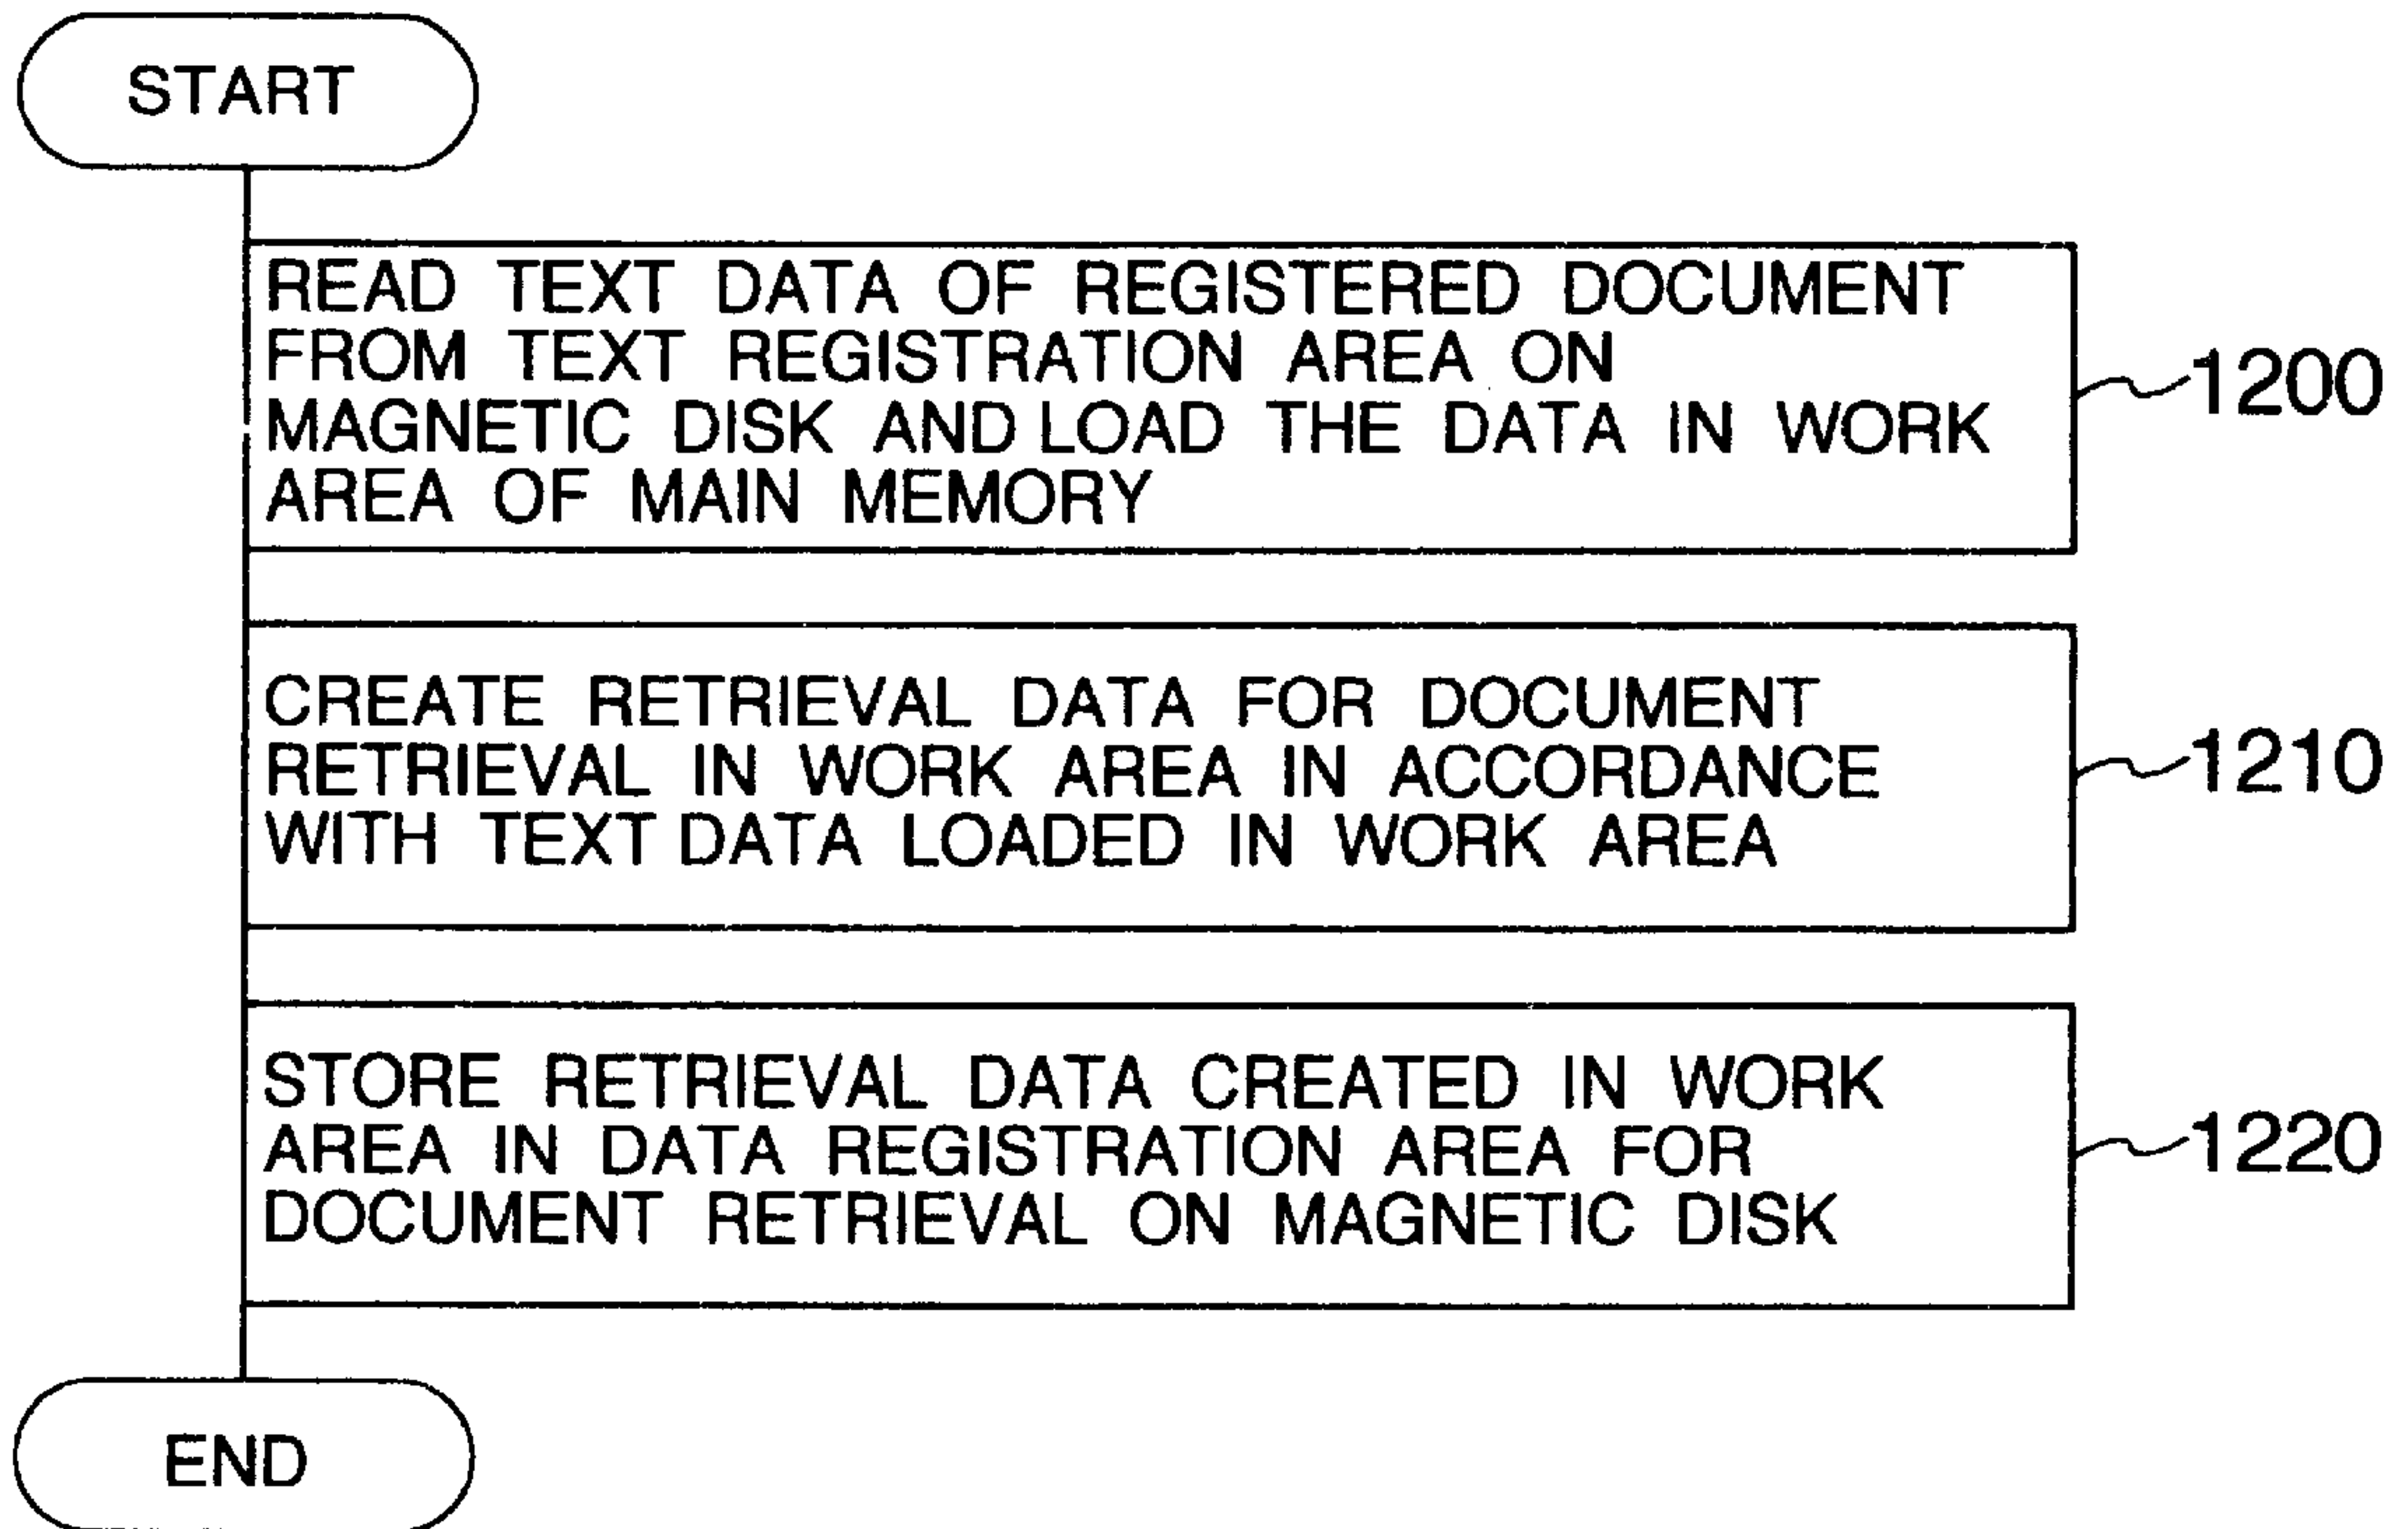 START
READ TEXT DATA OF REGISTERED DOCUMENT
FROM TEXT REGISTRATION AREA ON
MAGNETIC DISK AND LOAD THE DATA IN WORK
AREA OF MAIN MEMORY
1200
CREATE RETRIEVAL DATA FOR DOCUMENT
RETRIEVAL IN WORK AREA IN ACCORDANCE
WITH TEXT DATA LOADED IN WORK AREA
1210
STORE RETRIEVAL DATA CREATED IN WORK
AREA IN DATA REGISTRATION AREA FOR
DOCUMENT RETRIEVAL ON MAGNETIC DISK
1220
END